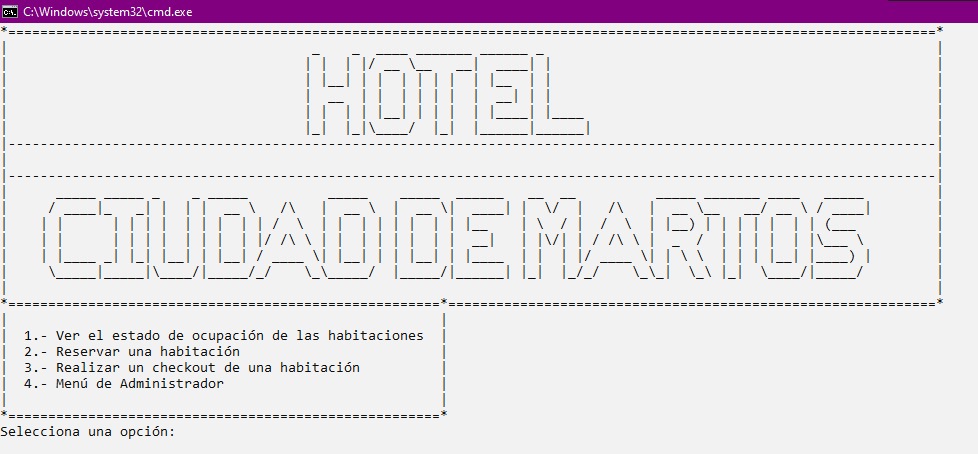 C:\Windows\system32\cmd.exe
HOTEL
CIUDAD DE MARTOS
1.- Ver el estado de ocupación de las habitaciones
2.- Reservar una habitación
3.- Realizar un checkout de una habitación
4.- Menú de Administrador
Selecciona una opción: